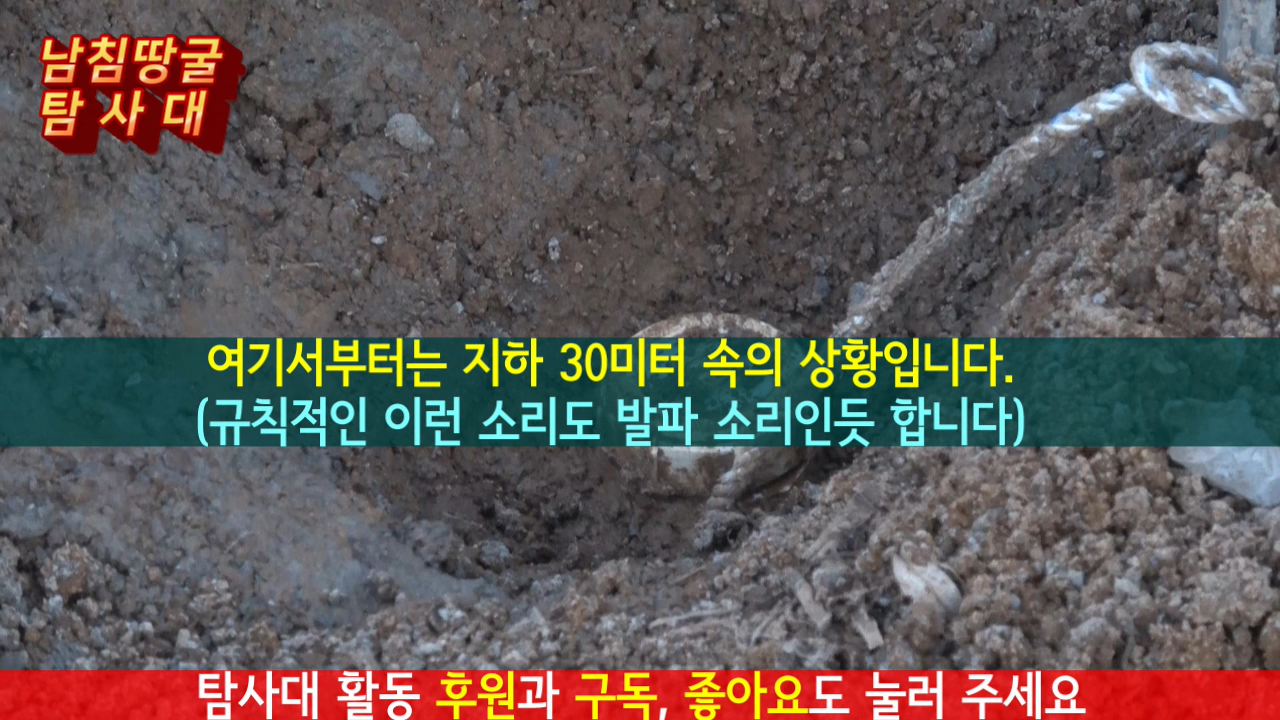 남침땅굴
탐사대
여기서부터는 지하 30미터 속의 상황입니다.
(규칙적인 이런 소리도 발파 소리인듯 합니다)
탐사대 활동 후원과 구독, 좋아요도 눌러 주세요